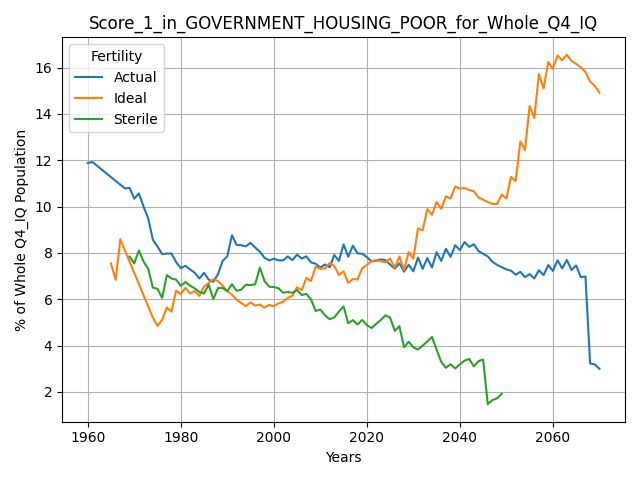 Score_1_in_GOVERNMENT_HOUSING_POOR_for_Whole_Q4_IQ
Fertility
Actual
Ideal
Sterile
% of Whole Q4_IQ Population
16
14
12
10
8
6
4
2
1960
1980
2000
2020
2040
2060
Years